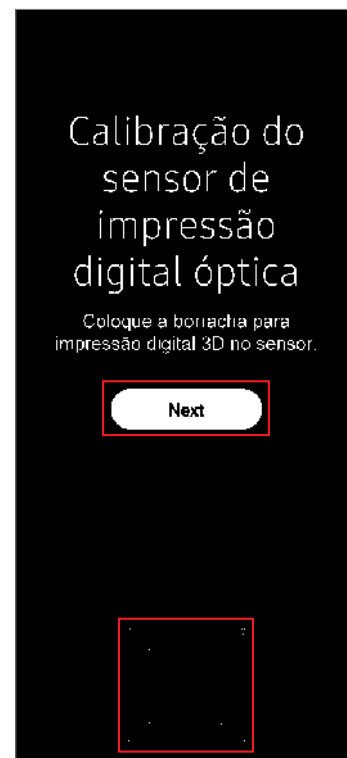 Calibração do
sensor de
impressão
digital óptica
Coloque a borracha para
impressão digital 3D no sensor.
Next